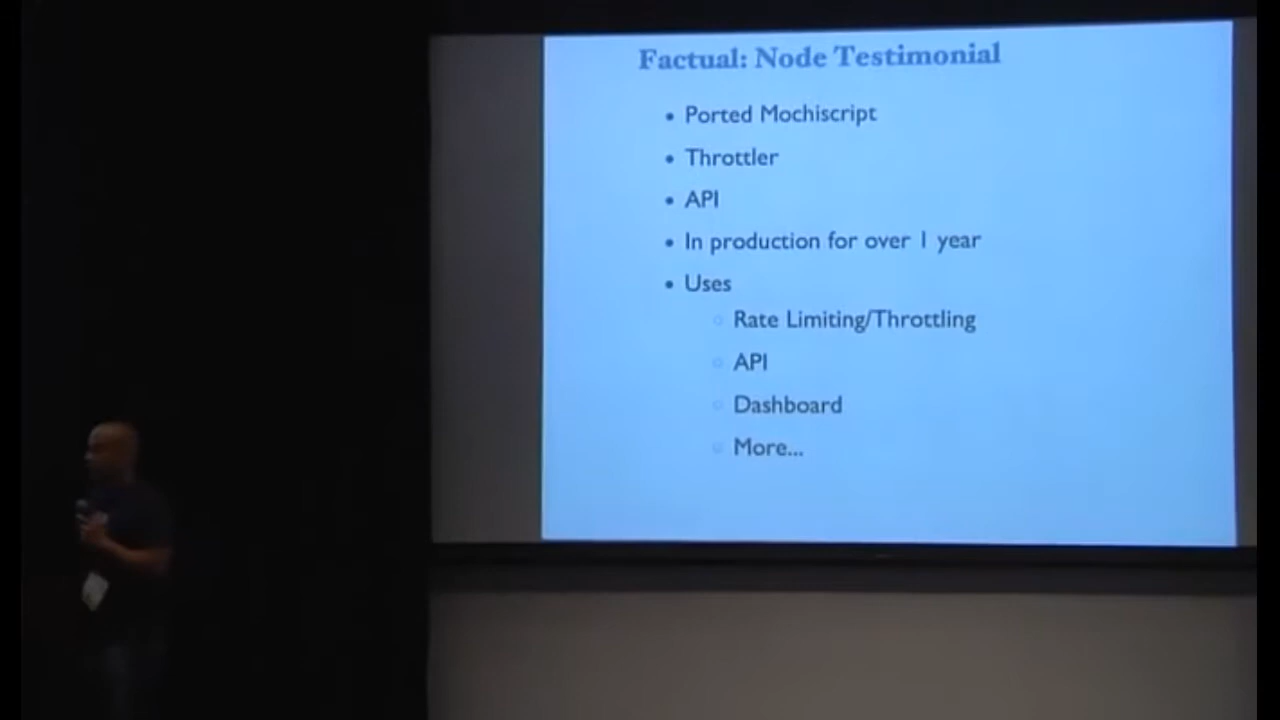 Factual: Node Testimonial
• Ported Mochiscript
• Throttler
• API
• In production for over 1 year
• Uses
○ Rate Limiting/Throttling
○ API
○ Dashboard
○ More...